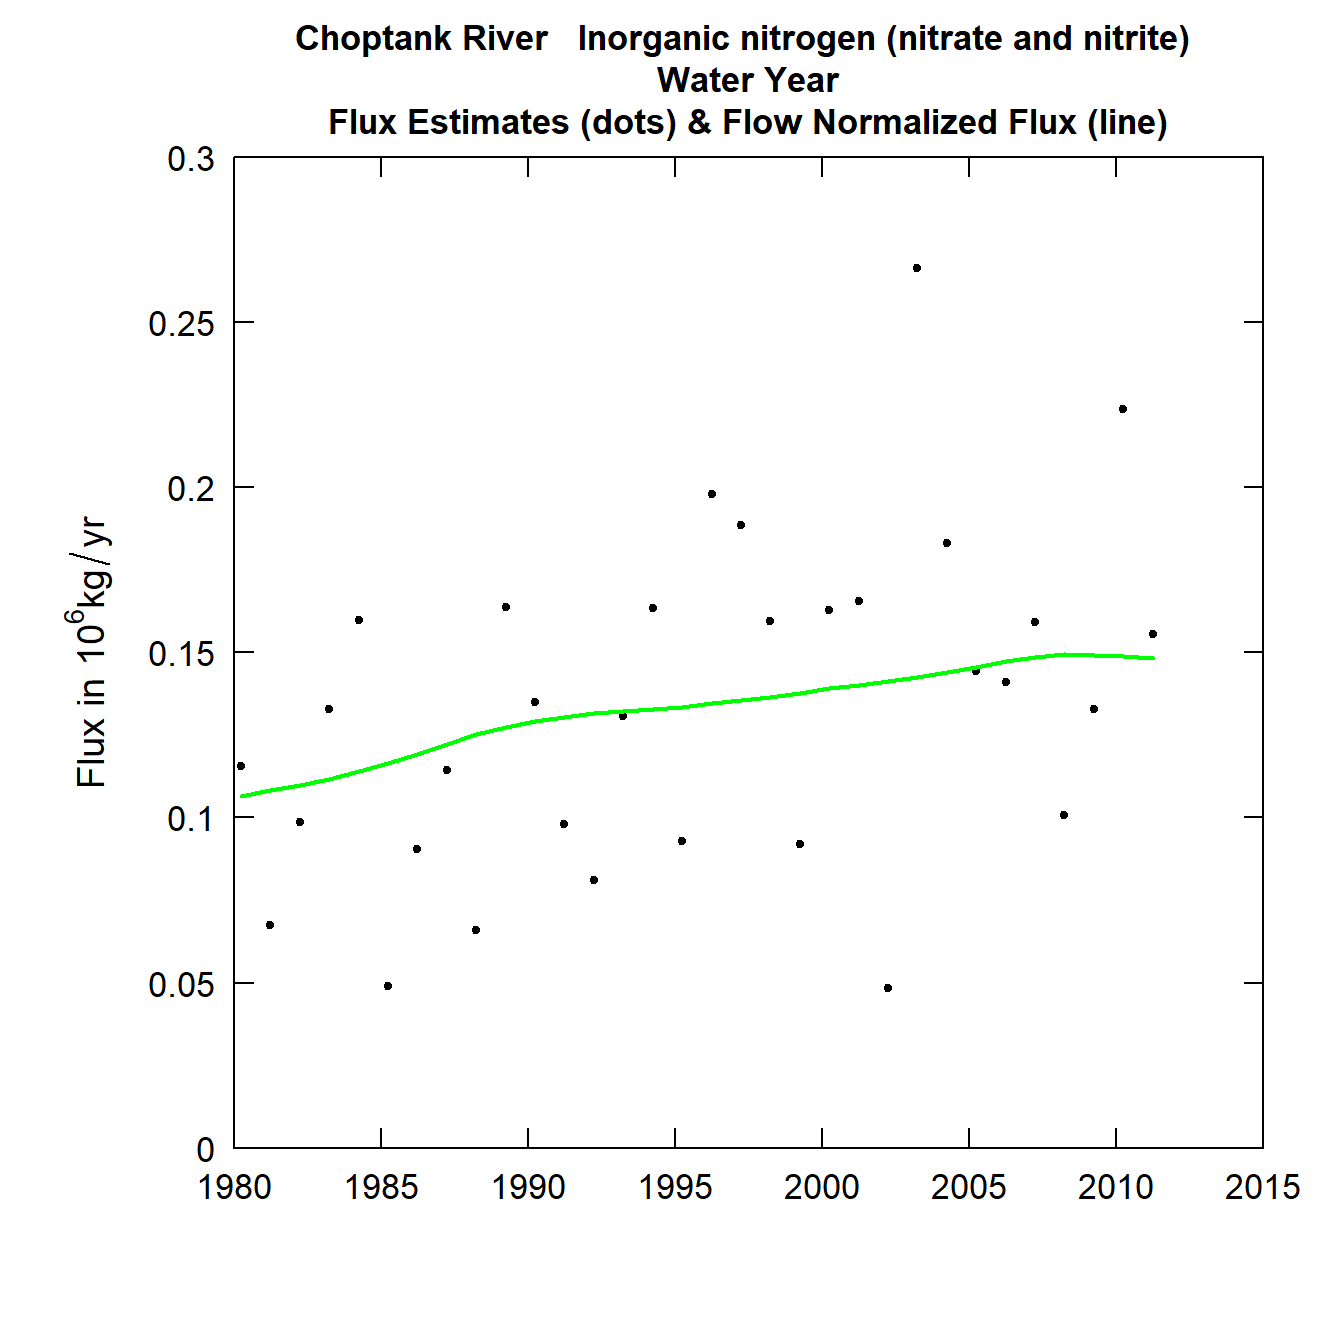 Choptank River   Inorganic nitrogen (nitrate and nitrite)
Water Year
Flux Estimates (dots) & Flow Normalized Flux (line)
0.3
0.25
0.2
0.15
0.1
0.05
0
Flux in 10⁶kg/yr
1980 1985 1990 1995 2000 2005 2010 2015